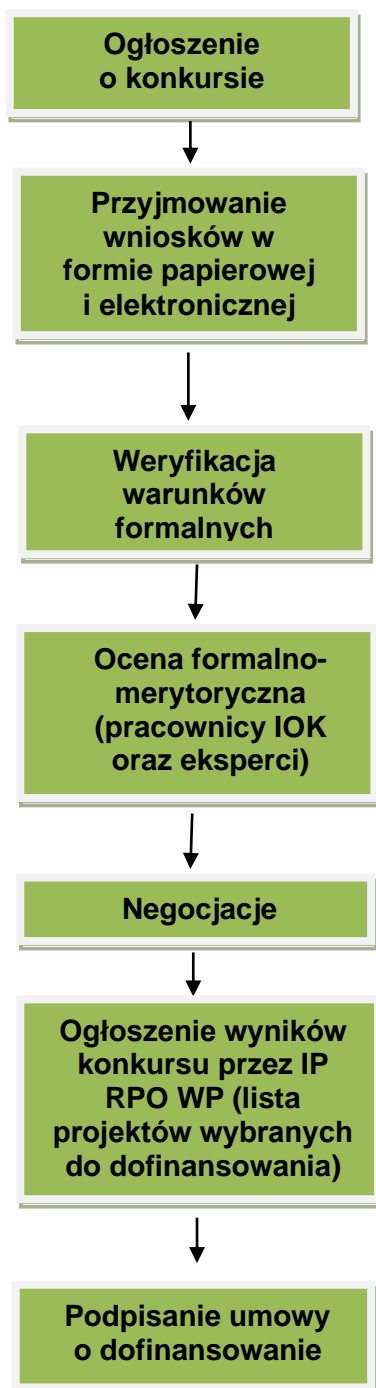 Ogłoszenie
o konkursie
Przyjmowanie
wniosków w
formie papierowej
i elektronicznej
Weryfikacja
warunków
formalnych
Ocena formalno-
merytoryczna
(pracownicy IOK
oraz eksperci)
Negocjacje
Ogłoszenie wyników
konkursu przez IP
RPO WP (lista
projektów wybranych
do dofinansowania)
Podpisanie umowy
o dofinansowanie